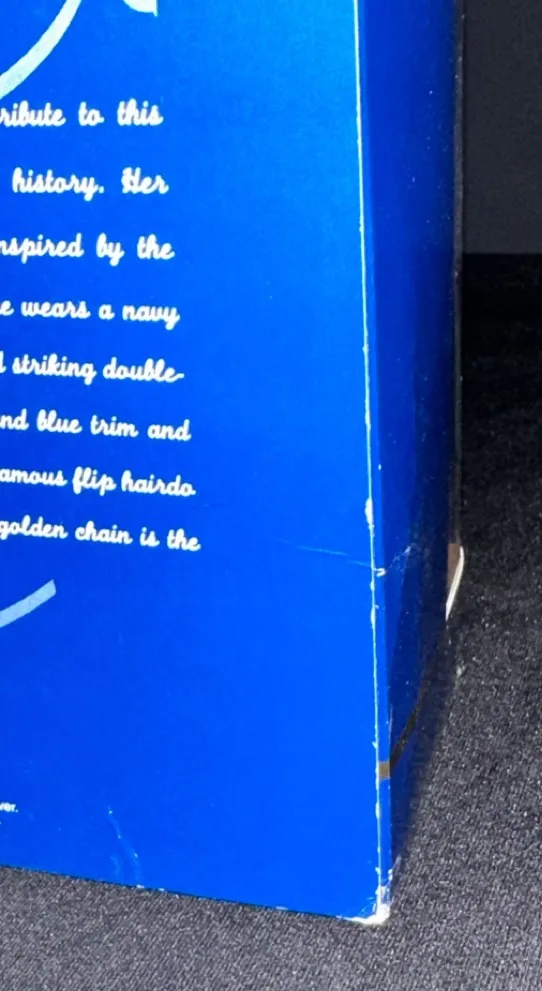 ribute to this
history. Her
nspired by the
e wears a navy
striking double-
nd blue trim and
amous flip hairdo
golden chain is the
ver.